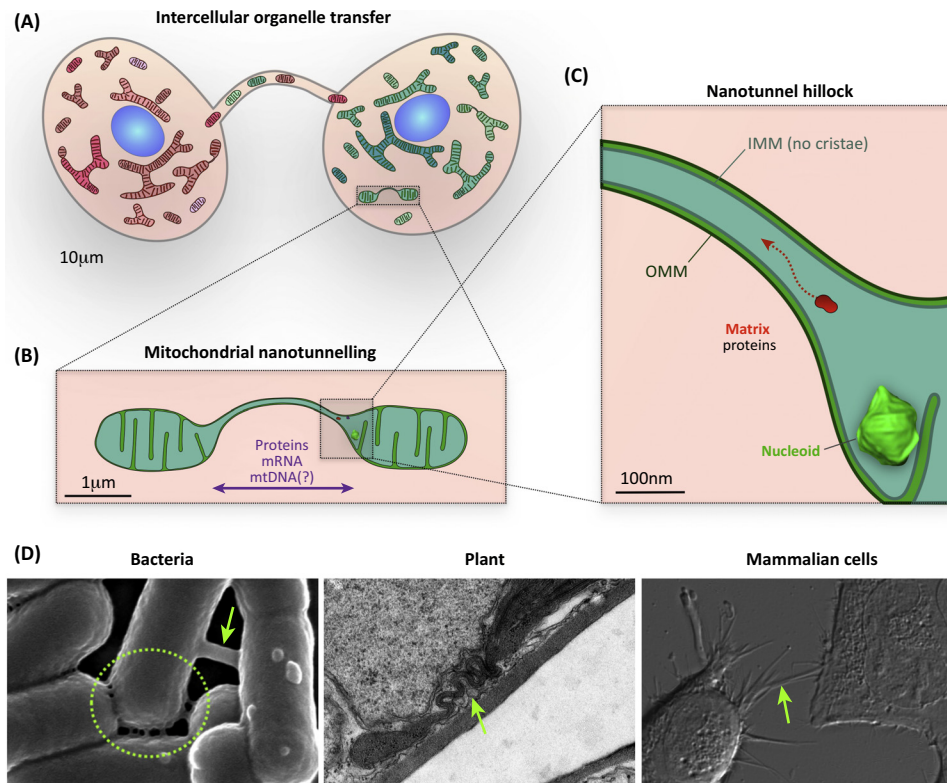 (A)
Intercellular organelle transfer
10μm
(B)
Mitochondrial nanotunnelling
Proteins
mRNA
mtDNA(?)
1μm
(C)
Nanotunnel hillock
IMM (no cristae)
OMM
Matrix
proteins
Nucleoid
100nm
(D)
Bacteria
Plant
Mammalian cells